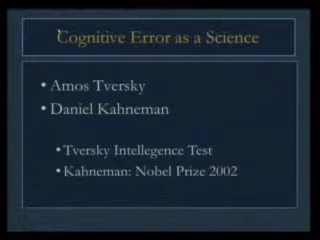 Cognitive Error as a Science
• Amos Tversky
• Daniel Kahneman
• Tversky Intellegence Test
• Kahneman: Nobel Prize 2002